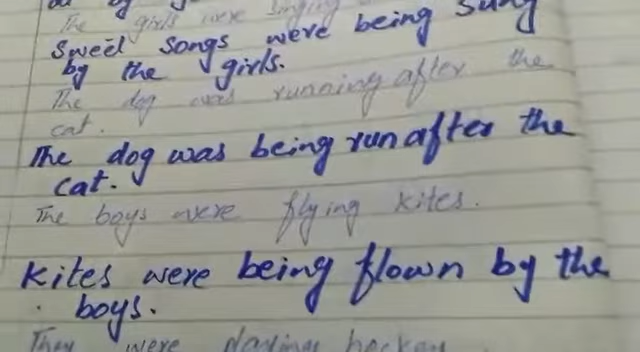 The girls were singing
sweet songs were being sung
by the girls.
The dog was running after the
cat.
The dog was being run after the
cat.
The boys were flying kites.
Kites were being flown by the
boys.
They were hockey